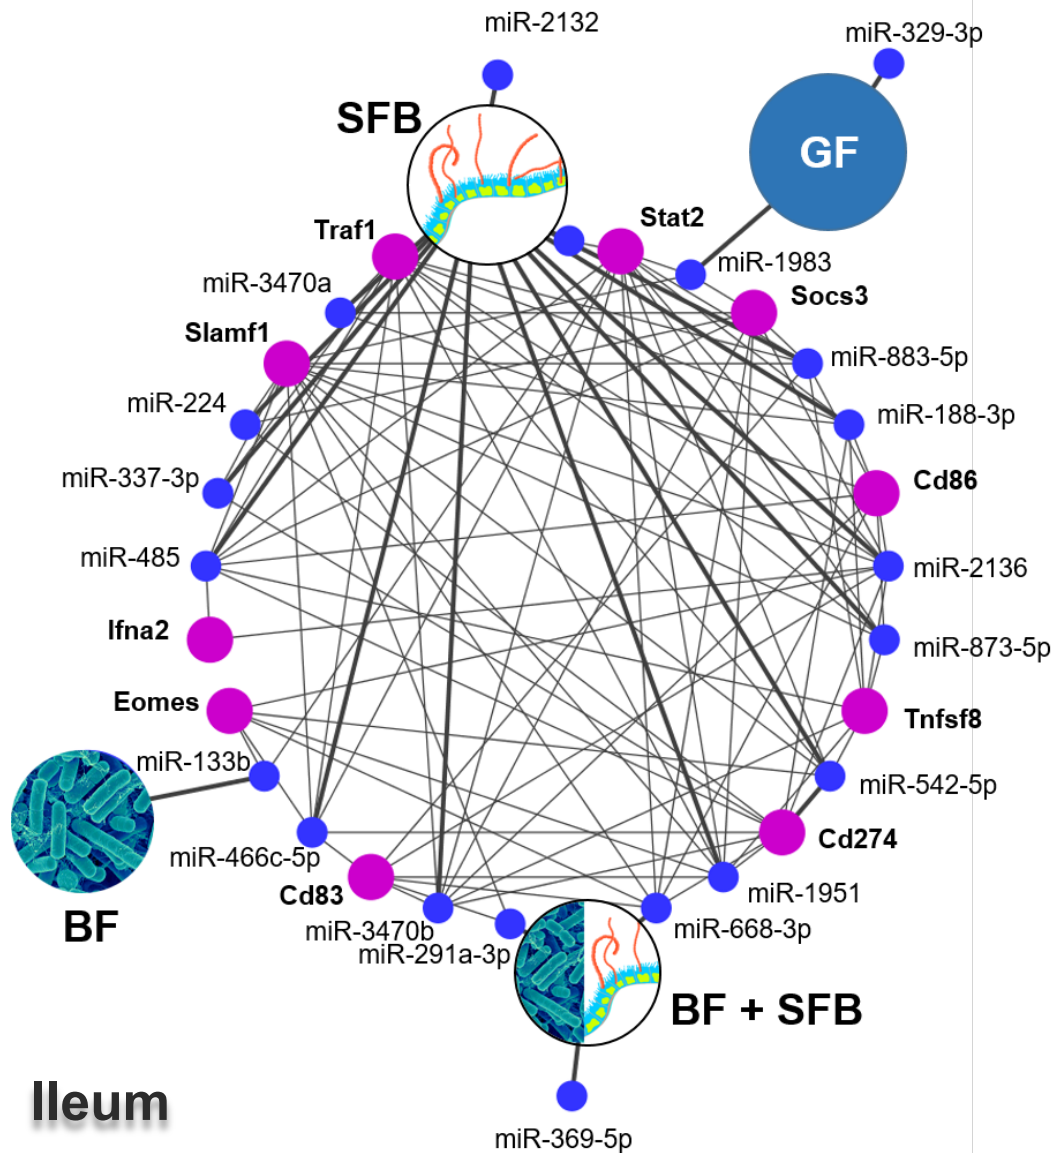 miR-2132
miR-329-3p
SFB
GF
Stat2
Traf1
miR-1983
miR-3470a
Socs3
Slamf1
miR-883-5p
miR-224
miR-188-3p
miR-337-3p
Cd86
miR-485
miR-2136
Ifna2
miR-873-5p
Eomes
Tnfsf8
miR-133b
miR-542-5p
Cd274
miR-466c-5p
Cd83
miR-1951
BF
miR-3470b
miR-668-3p
miR-291a-3p
BF + SFB
Ileum
miR-369-5p